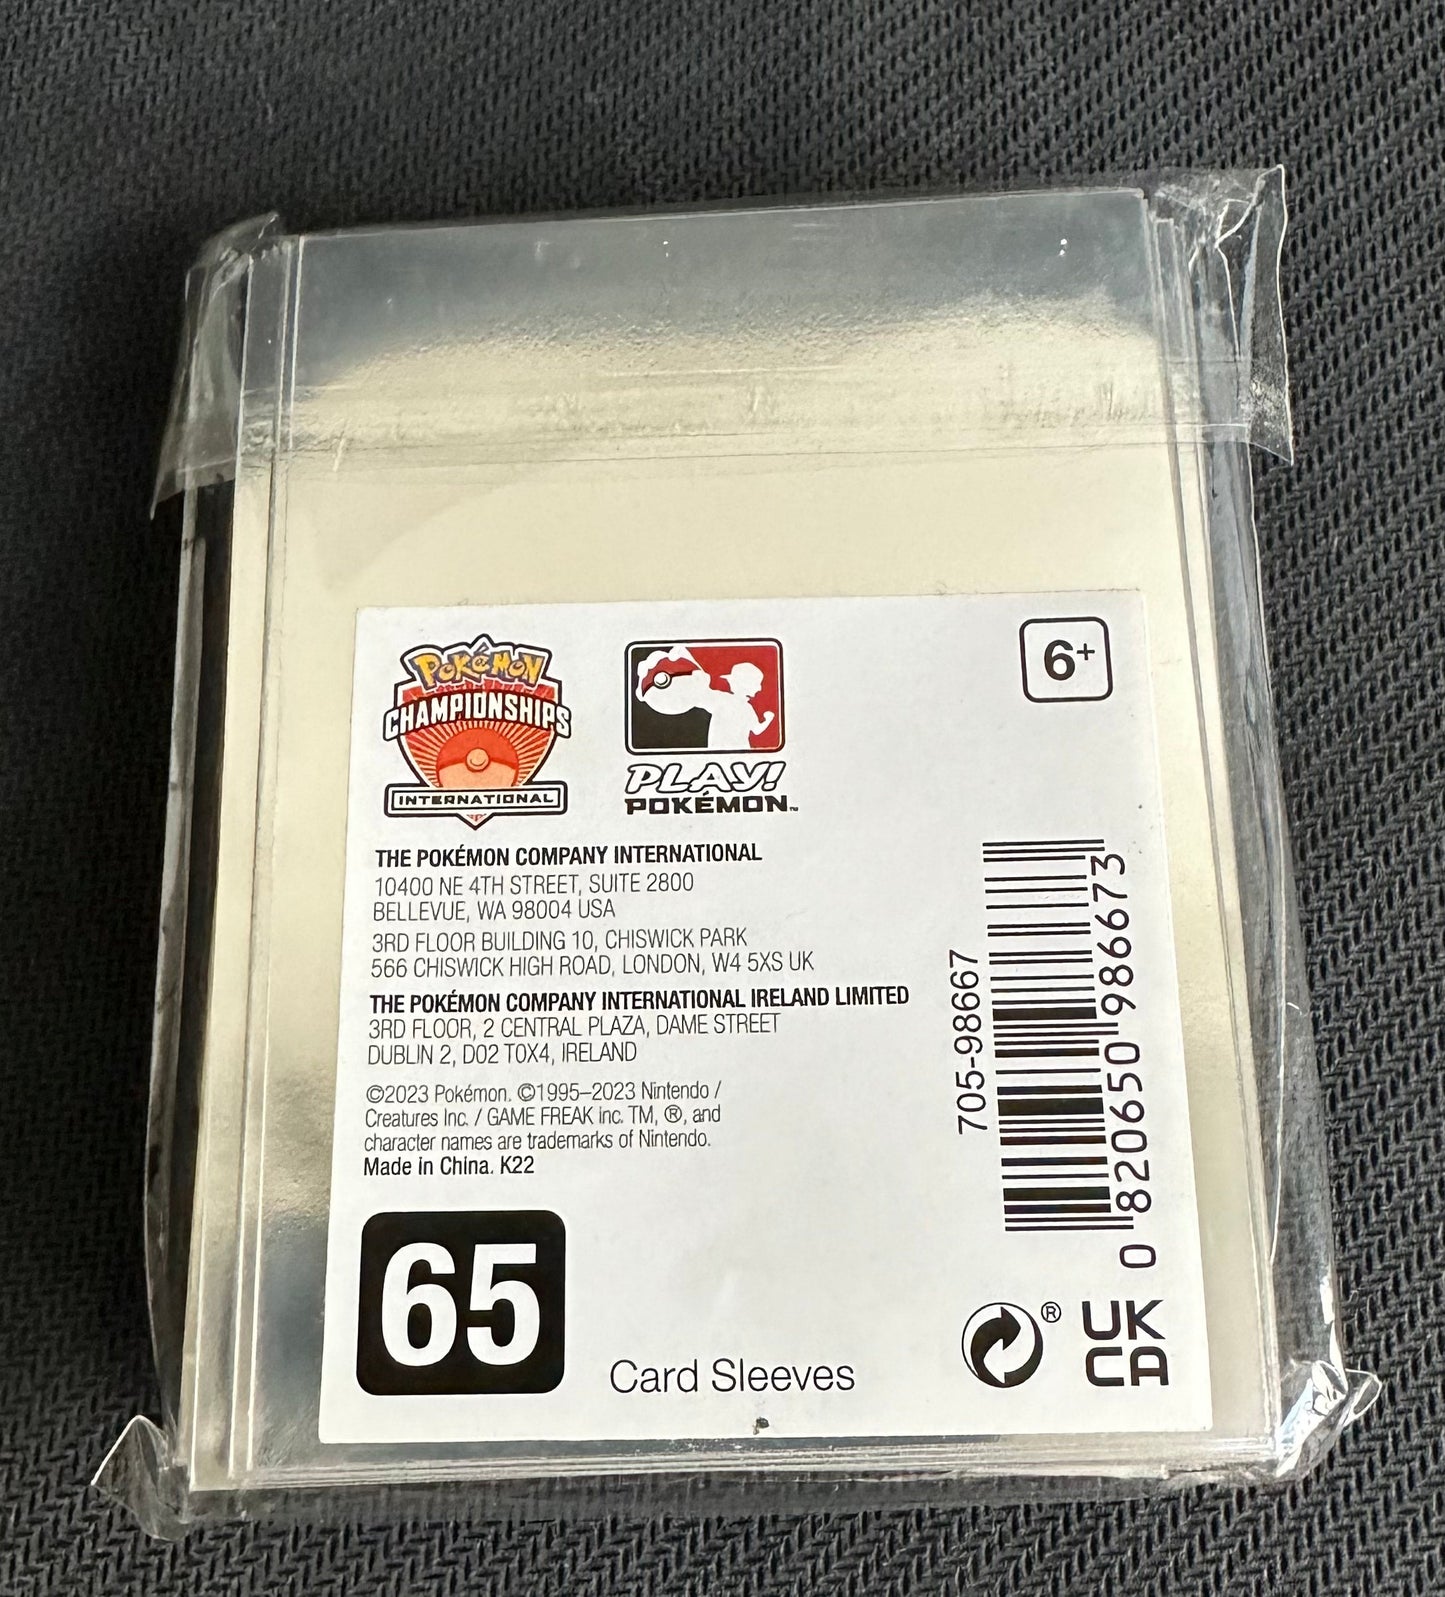 POKÉMON
CHAMPIONSHIPS
INTERNATIONAL
PLAY!
POKÉMON™
6+
THE POKÉMON COMPANY INTERNATIONAL
10400 NE 4TH STREET, SUITE 2800
BELLEVUE, WA 98004 USA
3RD FLOOR BUILDING 10, CHISWICK PARK
566 CHISWICK HIGH ROAD, LONDON, W4 5XS UK
THE POKÉMON COMPANY INTERNATIONAL IRELAND LIMITED
3RD FLOOR, 2 CENTRAL PLAZA, DAME STREET
DUBLIN 2, D02 T0X4, IRELAND
©2023 Pokémon. ©1995–2023 Nintendo /
Creatures Inc. / GAME FREAK inc. TM, ®, and
character names are trademarks of Nintendo.
Made in China. K22
705-98667
0 820650 986673
65
Card Sleeves
®
UK
CA